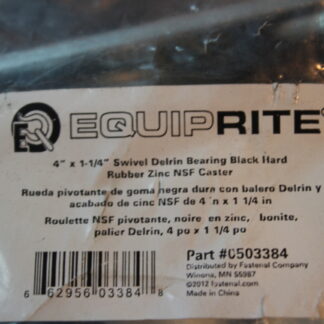 EQUIPRITE
4" x 1-1/4" Swivel Delrin Bearing Black Hard
Rubber Zinc NSF Caster
Rueda pivotante de goma negra dura con balero Delrin y
acabado de cinc NSF de 4 ¨n x 1 1/4 in
Roulette NSF pivotante, noire en zinc, bonite,
palier Delrin, 4 po x 1 1/4 po
Part #0503384
Distributed by Fastenal Company
Winona, MN 55987
©2012 fastenal.com
Made in China
6 62956 03384 8